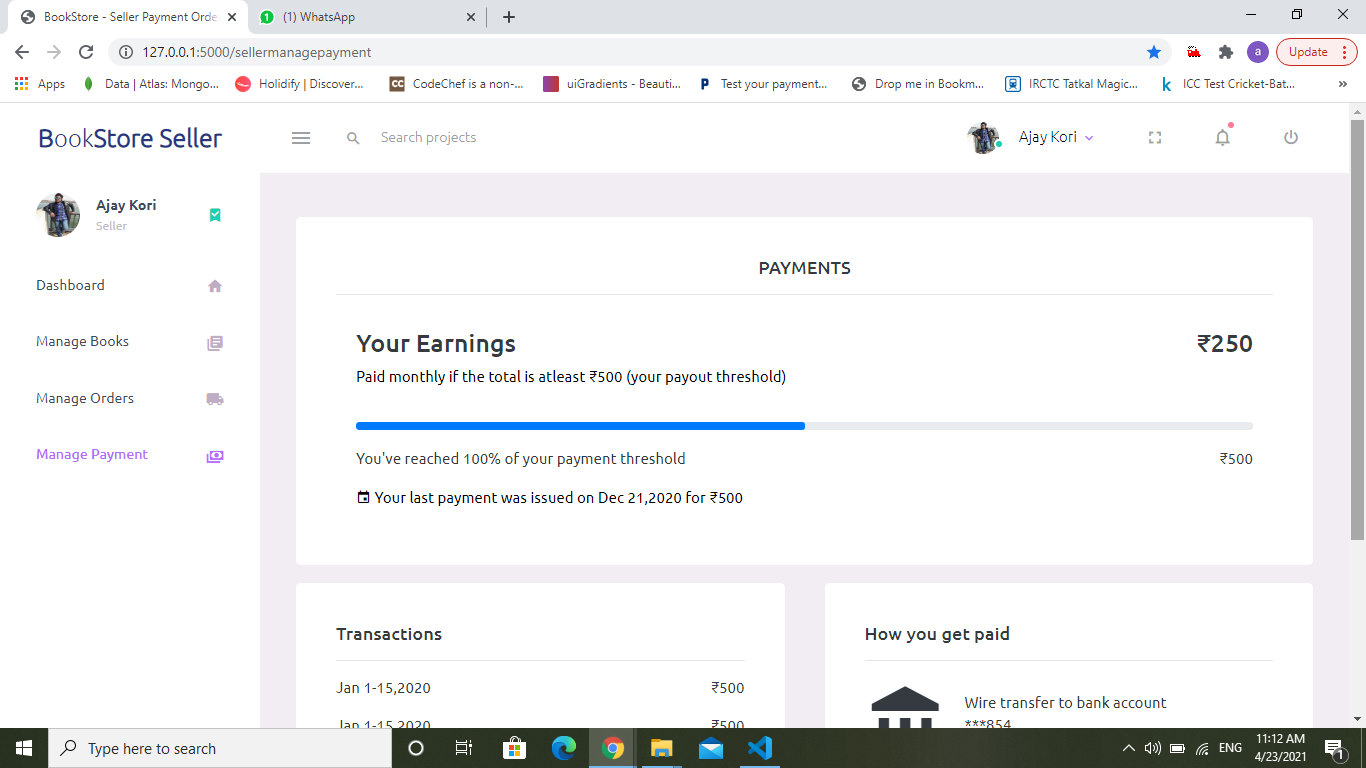 BookStore - Seller Payment Orde
(1) WhatsApp
127.0.0.1:5000/sellermanagepayment
a
Update
Apps
Data | Atlas: Mongo...
Holidify | Discover...
CC
CodeChef is a non-...
uiGradients - Beauti...
P
Test your payment...
Drop me in Bookm...
IRCTC Tatkal Magic...
k
ICC Test Cricket-Bat...
»
BookStore Seller
Search projects
Ajay Kori
Ajay Kori
Seller
Dashboard
Manage Books
Manage Orders
Manage Payment
PAYMENTS
Your Earnings
₹250
Paid monthly if the total is atleast ₹500 (your payout threshold)
You've reached 100% of your payment threshold
₹500
Your last payment was issued on Dec 21,2020 for ₹500
Transactions
Jan 1-15,2020
₹500
Jan 1-15,2020
₹500
How you get paid
Wire transfer to bank account
***854
Type here to search
ENG
11:12 AM
4/23/2021
1